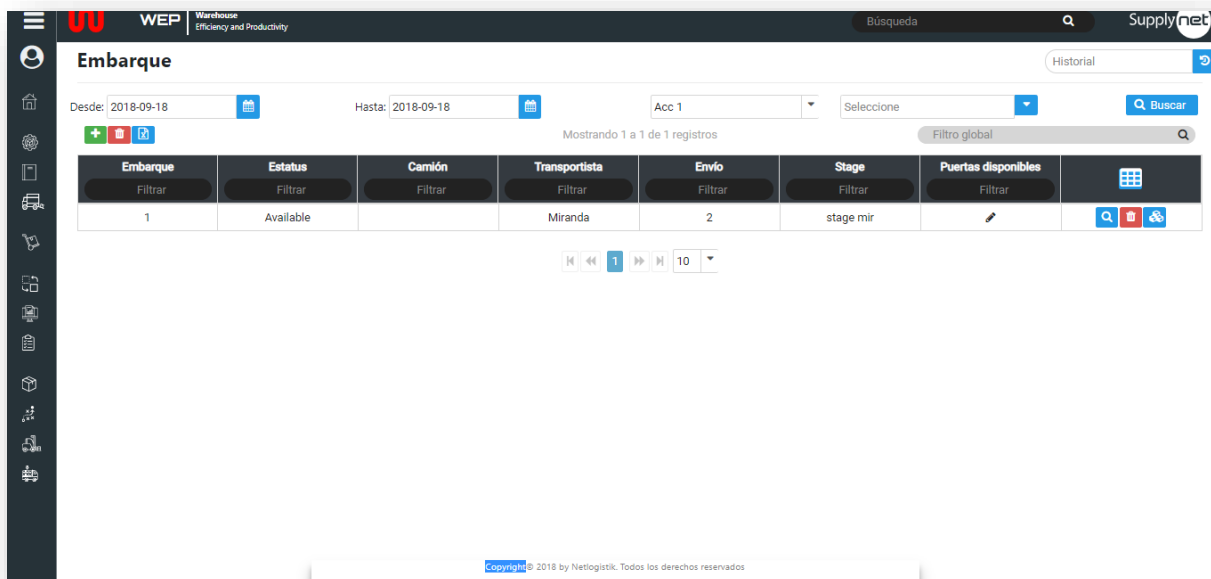 WEP Warehouse Efficiency and Productivity Búsqueda Supplynet
Embarque Historial
Desde: 2018-09-18 Hasta: 2018-09-18 Acc 1 Seleccione Buscar
Mostrando 1 a 1 de 1 registros Filtro global
Embarque Estatus Camión Transportista Envío Stage Puertas disponibles
Filtrar Filtrar Filtrar Filtrar Filtrar Filtrar Filtrar
1 Available Miranda 2 stage mir
1 10
Copyright© 2018 by Netlogistik. Todos los derechos reservados